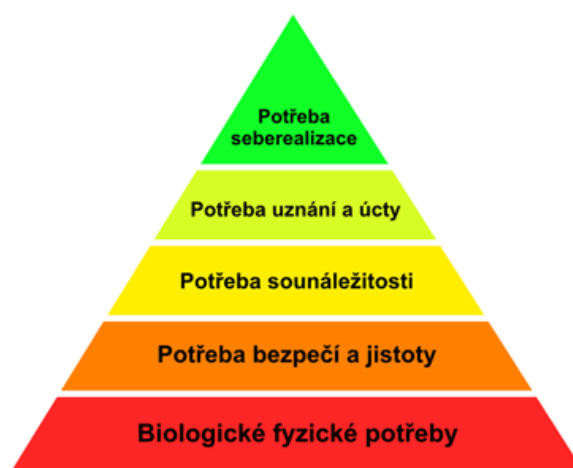 Potřeba
seberealizace
Potřeba uznání a úcty
Potřeba sounáležitosti
Potřeba bezpečí a jistoty
Biologické fyzické potřeby